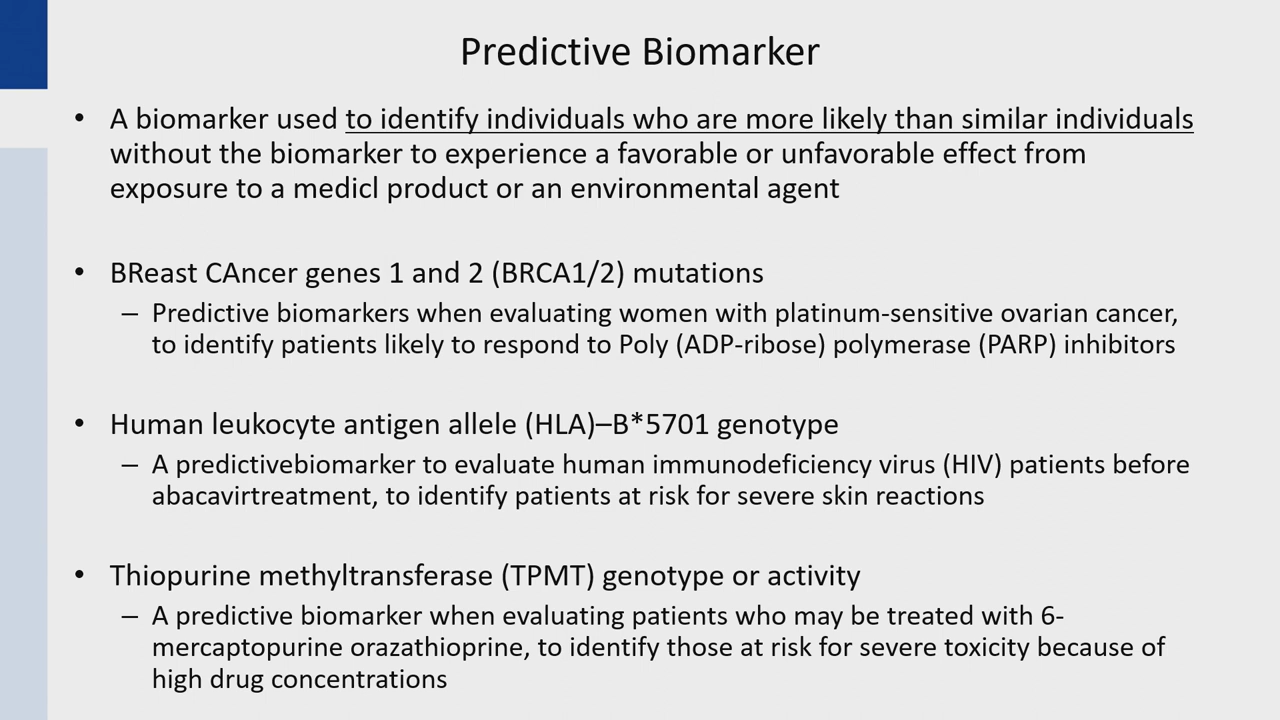 Predictive Biomarker
• A biomarker used to identify individuals who are more likely than similar individuals
without the biomarker to experience a favorable or unfavorable effect from
exposure to a medicl product or an environmental agent
• BReast CAncer genes 1 and 2 (BRCA1/2) mutations
– Predictive biomarkers when evaluating women with platinum-sensitive ovarian cancer,
to identify patients likely to respond to Poly (ADP-ribose) polymerase (PARP) inhibitors
• Human leukocyte antigen allele (HLA)–B*5701 genotype
– A predictivebiomarker to evaluate human immunodeficiency virus (HIV) patients before
abacavirtreatment, to identify patients at risk for severe skin reactions
• Thiopurine methyltransferase (TPMT) genotype or activity
– A predictive biomarker when evaluating patients who may be treated with 6-
mercaptopurine orazathioprine, to identify those at risk for severe toxicity because of
high drug concentrations